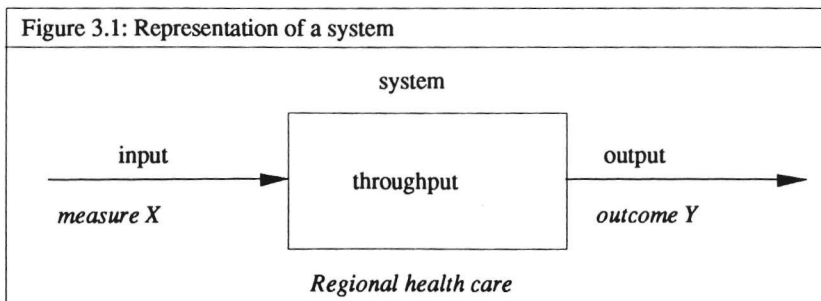 Figure 3.1: Representation of a system
system
input
throughput
output
measure X
outcome Y
Regional health care